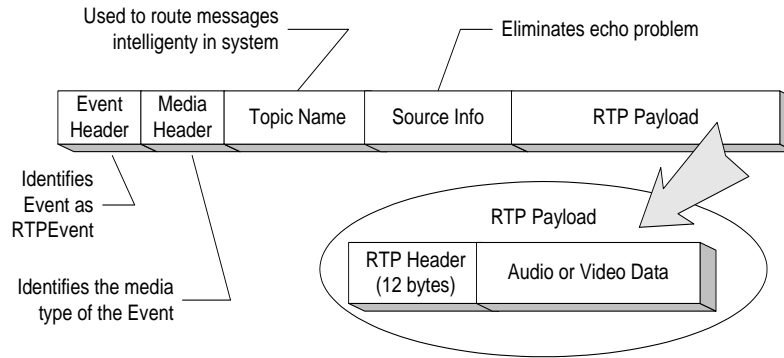 Used to route messages
intelligenty in system
Eliminates echo problem
Event
Header
Media
Header
Topic Name
Source Info
RTP Payload
Identifies
Event as
RTPEvent
Identifies the media
type of the Event
RTP Payload
RTP Header
(12 bytes)
Audio or Video Data